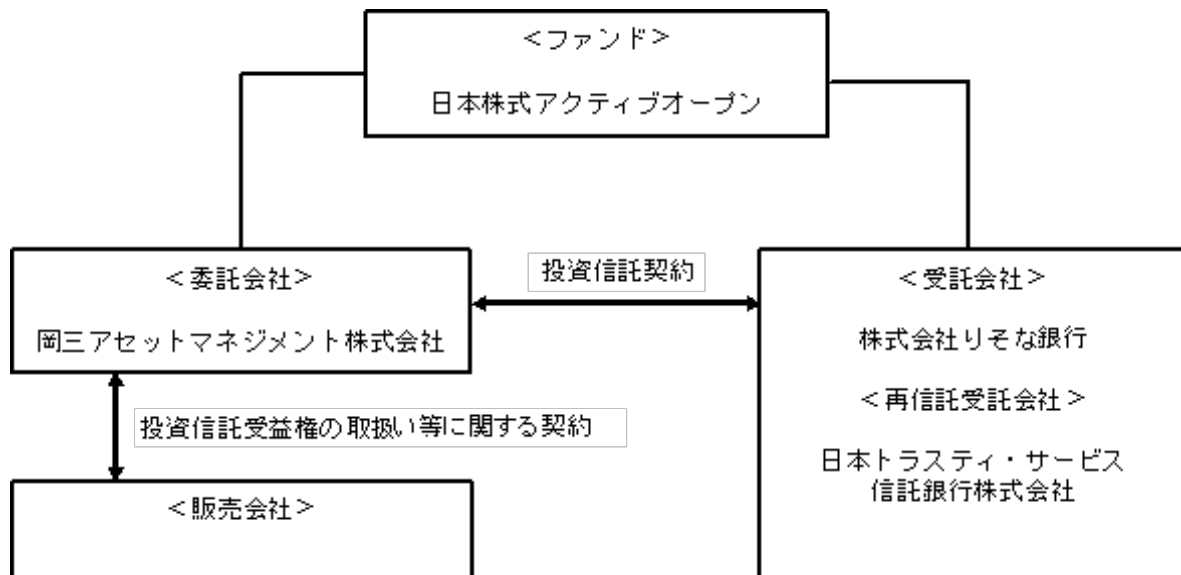 <ファンド>
日本株式アクティブオープン
<委託会社>
岡三アセットマネジメント株式会社
投資信託契約
<受託会社>
株式会社りそな銀行
<再信託受託会社>
日本トラスティ・サービス
信託銀行株式会社
投資信託受益権の取扱い等に関する契約
<販売会社>